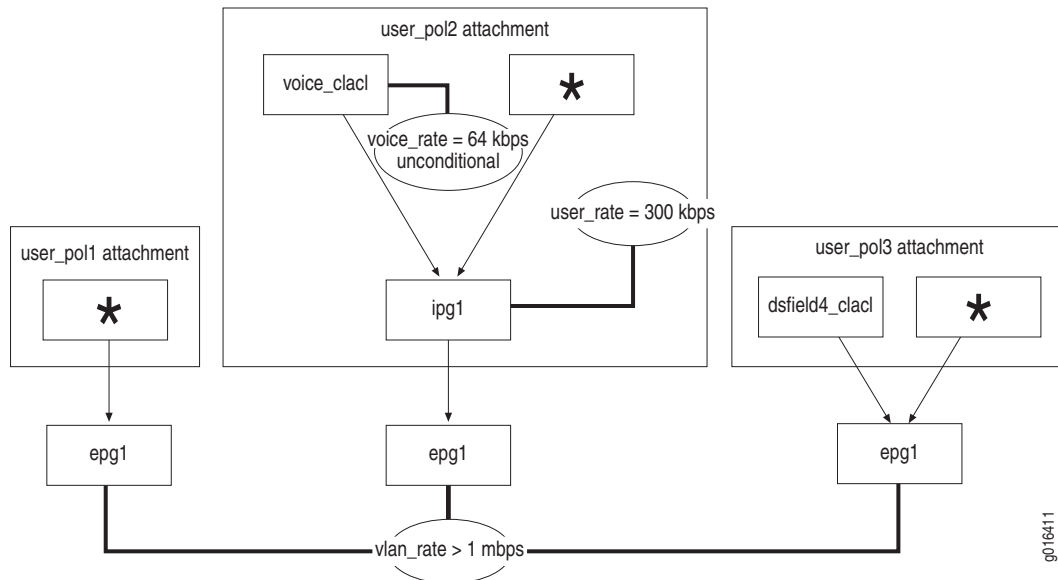 user_pol2 attachment
voice_clacl
*
voice_rate = 64 kbps
unconditional
user_rate = 300 kbps
user_pol1 attachment
*
ipg1
user_pol3 attachment
dsfield4_clacl
*
epg1
epg1
epg1
vlan_rate > 1 mbps
g016411